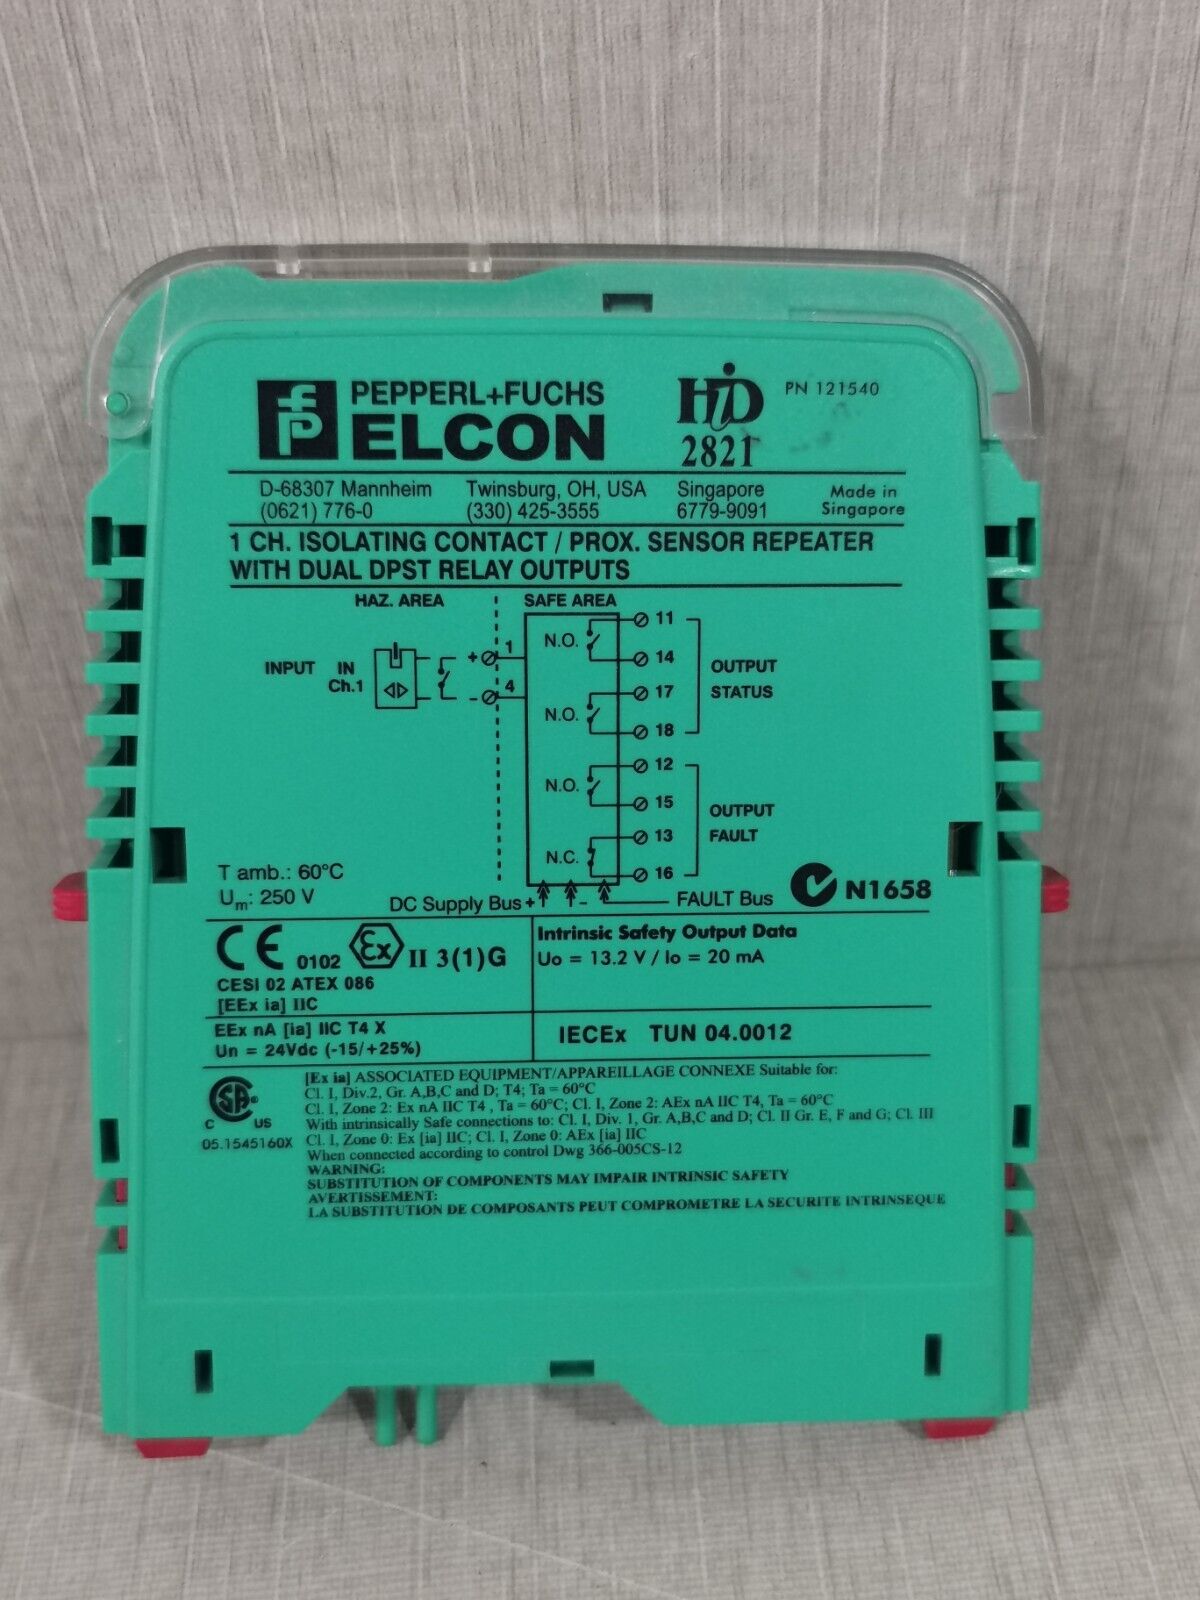 PEPPERL+FUCHS
ELCON
HiD
2821
PN 121540
D-68307 Mannheim
(0621) 776-0
Twinsburg, OH, USA
(330) 425-3555
Singapore
6779-9091
Made in
Singapore
1 CH. ISOLATING CONTACT / PROX. SENSOR REPEATER
WITH DUAL DPST RELAY OUTPUTS
HAZ. AREA
SAFE AREA
INPUT
IN
Ch.1
+
1
-
4
N.O.
11
14
N.O.
17
18
OUTPUT
STATUS
N.O.
12
15
N.C.
13
16
OUTPUT
FAULT
T amb.: 60°C
Um: 250 V
DC Supply Bus + -
FAULT Bus
N1658
CE 0102 Ex II 3(1)G
CESI 02 ATEX 086
[EEx ia] IIC
Intrinsic Safety Output Data
Uo = 13.2 V / Io = 20 mA
EEx nA [ia] IIC T4 X
Un = 24Vdc (-15/+25%)
IECEx TUN 04.0012
CSA
C US
05.1545160X
[Ex ia] ASSOCIATED EQUIPMENT/APPAREILLAGE CONNEXE Suitable for:
Cl. I, Div.2, Gr. A,B,C and D; T4; Ta = 60°C
Cl. I, Zone 2: Ex nA IIC T4 , Ta = 60°C; Cl. I, Zone 2: AEx nA IIC T4, Ta = 60°C
With intrinsically Safe connections to: Cl. I, Div. 1, Gr. A,B,C and D; Cl. II Gr. E, F and G; Cl. III
Cl. I, Zone 0: Ex [ia] IIC; Cl. I, Zone 0: AEx [ia] IIC
When connected according to control Dwg 366-005CS-12
WARNING:
SUBSTITUTION OF COMPONENTS MAY IMPAIR INTRINSIC SAFETY
AVERTISSEMENT:
LA SUBSTITUTION DE COMPOSANTS PEUT COMPROMETRE LA SECURITE INTRINSEQUE